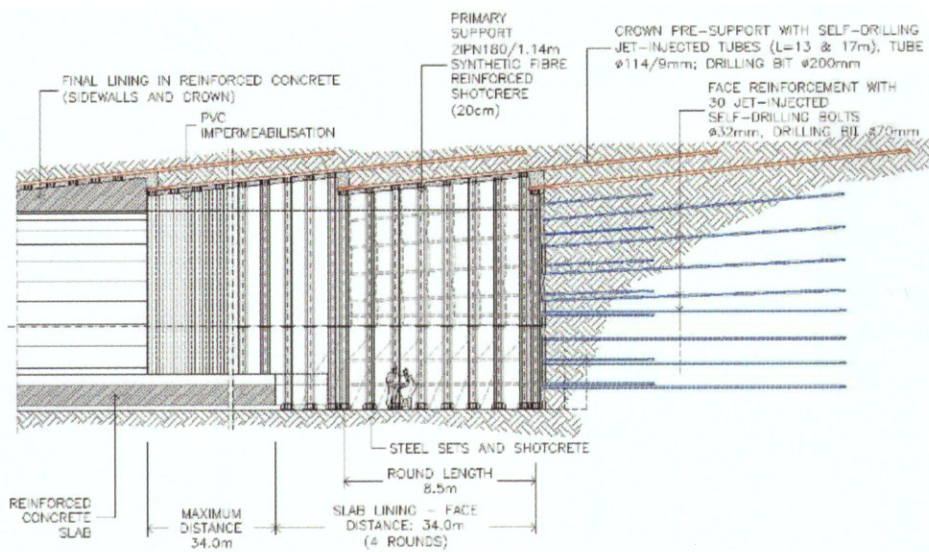 PRIMARY
SUPPORT
2IPN180/1.14m
SYNTHETIC FIBRE
REINFORCED
SHOTCRERE
(20cm)
CROWN PRE-SUPPORT WITH SELF-DRILLING
JET-INJECTED TUBES (L=13 & 17m), TUBE
ø114/9mm; DRILLING BIT ø200mm
FINAL LINING IN REINFORCED CONCRETE
(SIDEWALLS AND CROWN)
PVC
IMPERMEABILISATION
FACE REINFORCEMENT WITH
30 JET-INJECTED
SELF-DRILLING BOLTS
ø32mm, DRILLING BIT ø70mm
STEEL SETS AND SHOTCRETE
ROUND LENGTH
8.5m
REINFORCED
CONCRETE
SLAB
MAXIMUM
DISTANCE
34.0m
SLAB LINING - FACE
DISTANCE: 34.0m
(4 ROUNDS)